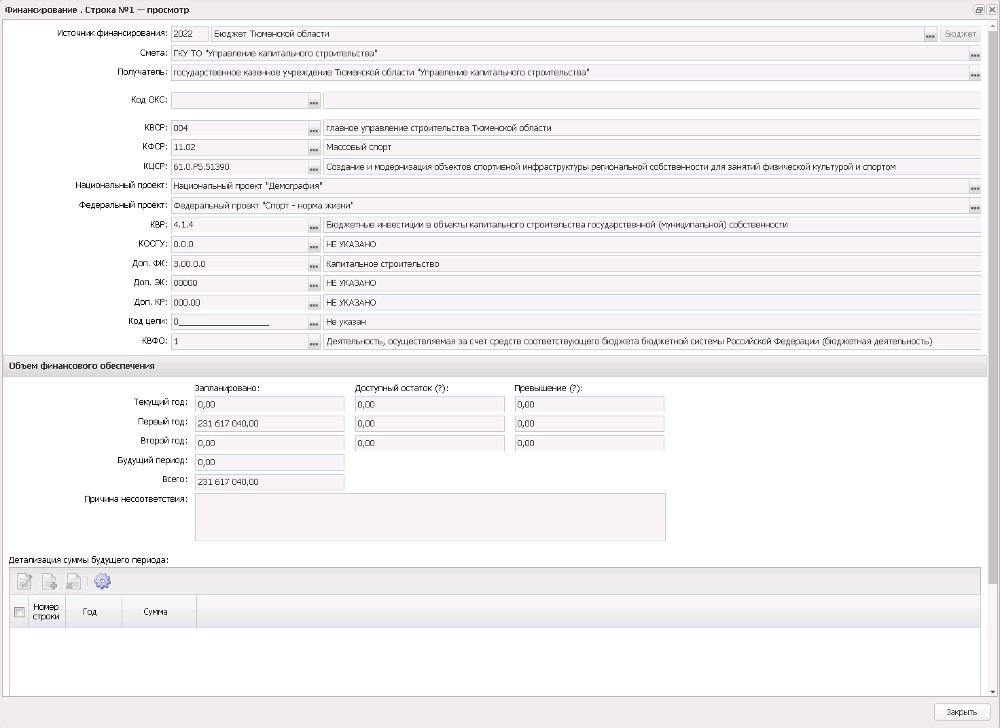 Финансирование . Строка №1 — просмотр
Источник финансирования: 2022 Бюджет Тюменской области ... Бюджет
Смета: ГКУ ТО "Управление капитального строительства" ...
Получатель: государственное казенное учреждение Тюменской области "Управление капитального строительства" ...
Код ОКС: ...
КВСР: 004 ... главное управление строительства Тюменской области
КФСР: 11.02 ... Массовый спорт
КЦСР: 61.0.P5.51390 ... Создание и модернизация объектов спортивной инфраструктуры региональной собственности для занятий физической культурой и спортом
Национальный проект: Национальный проект "Демография" ...
Федеральный проект: Федеральный проект "Спорт - норма жизни" ...
КВР: 4.1.4 ... Бюджетные инвестиции в объекты капитального строительства государственной (муниципальной) собственности
КОСГУ: 0.0.0 ... НЕ УКАЗАНО
Доп. ФК: 3.00.0.0 ... Капитальное строительство
Доп. ЭК: 00000 ... НЕ УКАЗАНО
Доп. КР: 000.00 ... НЕ УКАЗАНО
Код цели: 0___________________ ... Не указан
КВФО: 1 ... Деятельность, осуществляемая за счет средств соответствующего бюджета бюджетной системы Российской Федерации (бюджетная деятельность)
Объем финансового обеспечения
Запланировано: Доступный остаток (?): Превышение (?):
Текущий год: 0,00 0,00 0,00
Первый год: 231 617 040,00 0,00 0,00
Второй год: 0,00 0,00 0,00
Будущий период: 0,00
Всего: 231 617 040,00
Причина несоответствия:
Детализация суммы будущего периода:
Номер строки Год Сумма
Закрыть